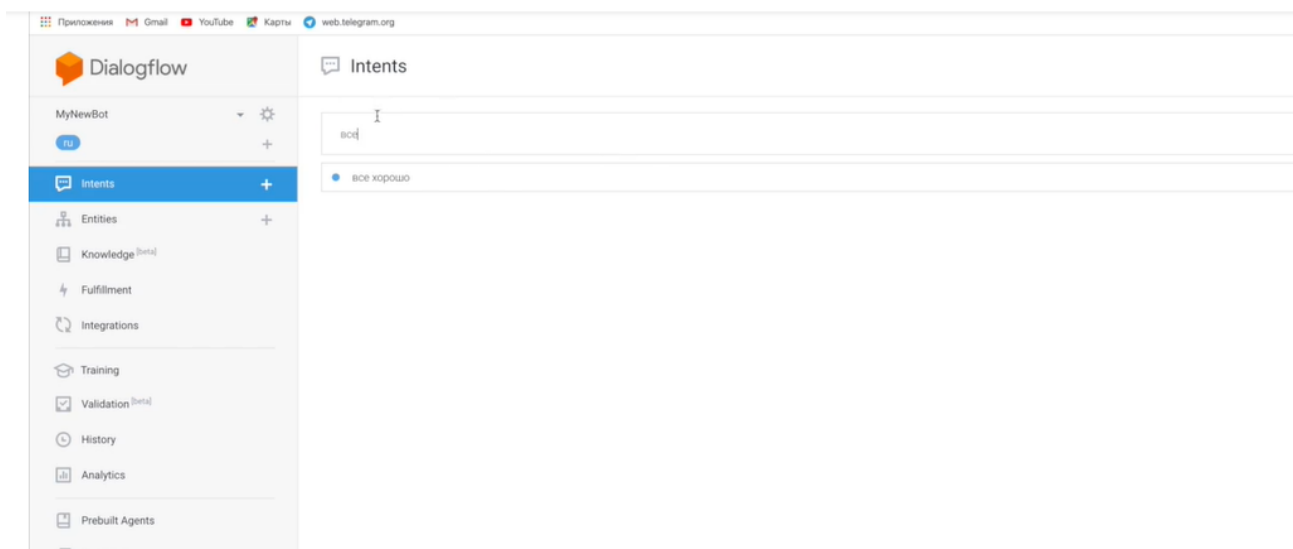 Приложения Gmail YouTube Карты web.telegram.org
Dialogflow
Intents
MyNewBot
ru
все
Intents
все хорошо
Entities
Knowledge [beta]
Fulfillment
Integrations
Training
Validation [beta]
History
Analytics
Prebuilt Agents